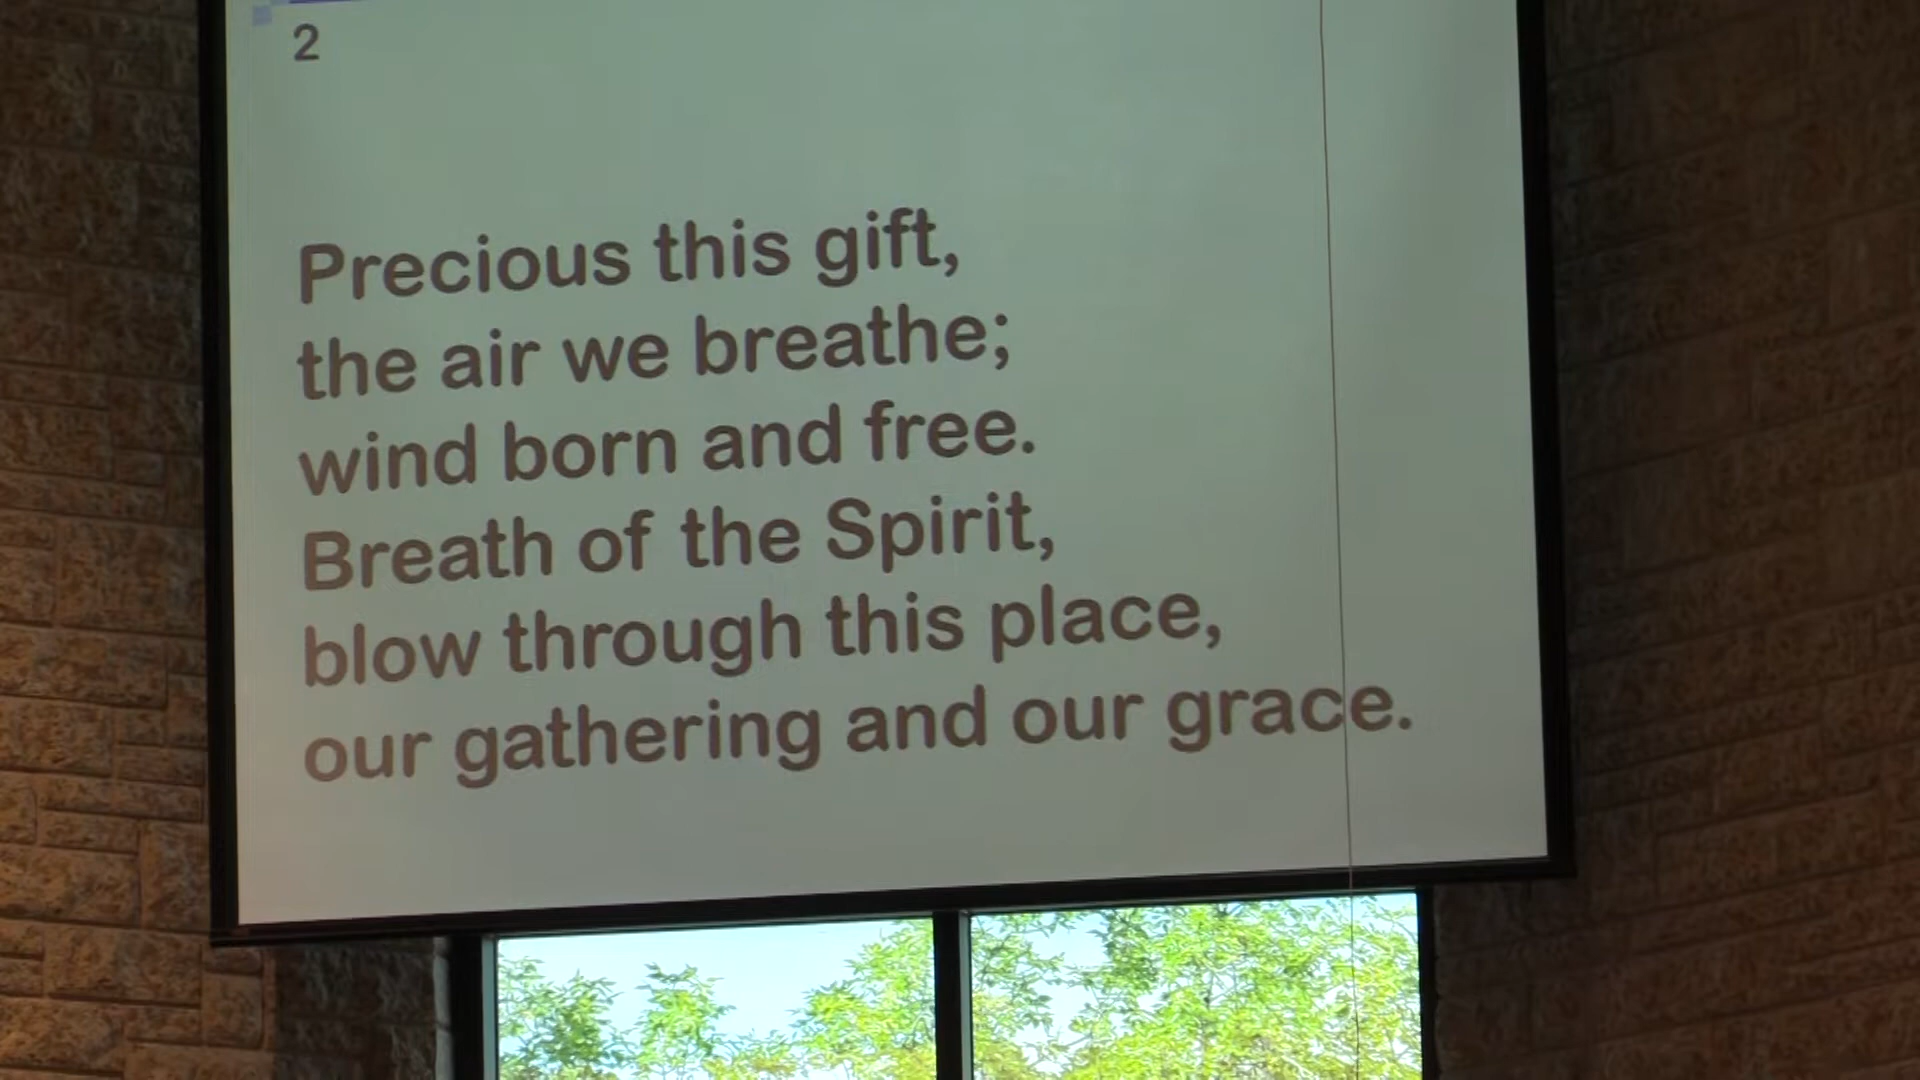 2
Precious this gift,
the air we breathe;
wind born and free.
Breath of the Spirit,
blow through this place,
our gathering and our grace.